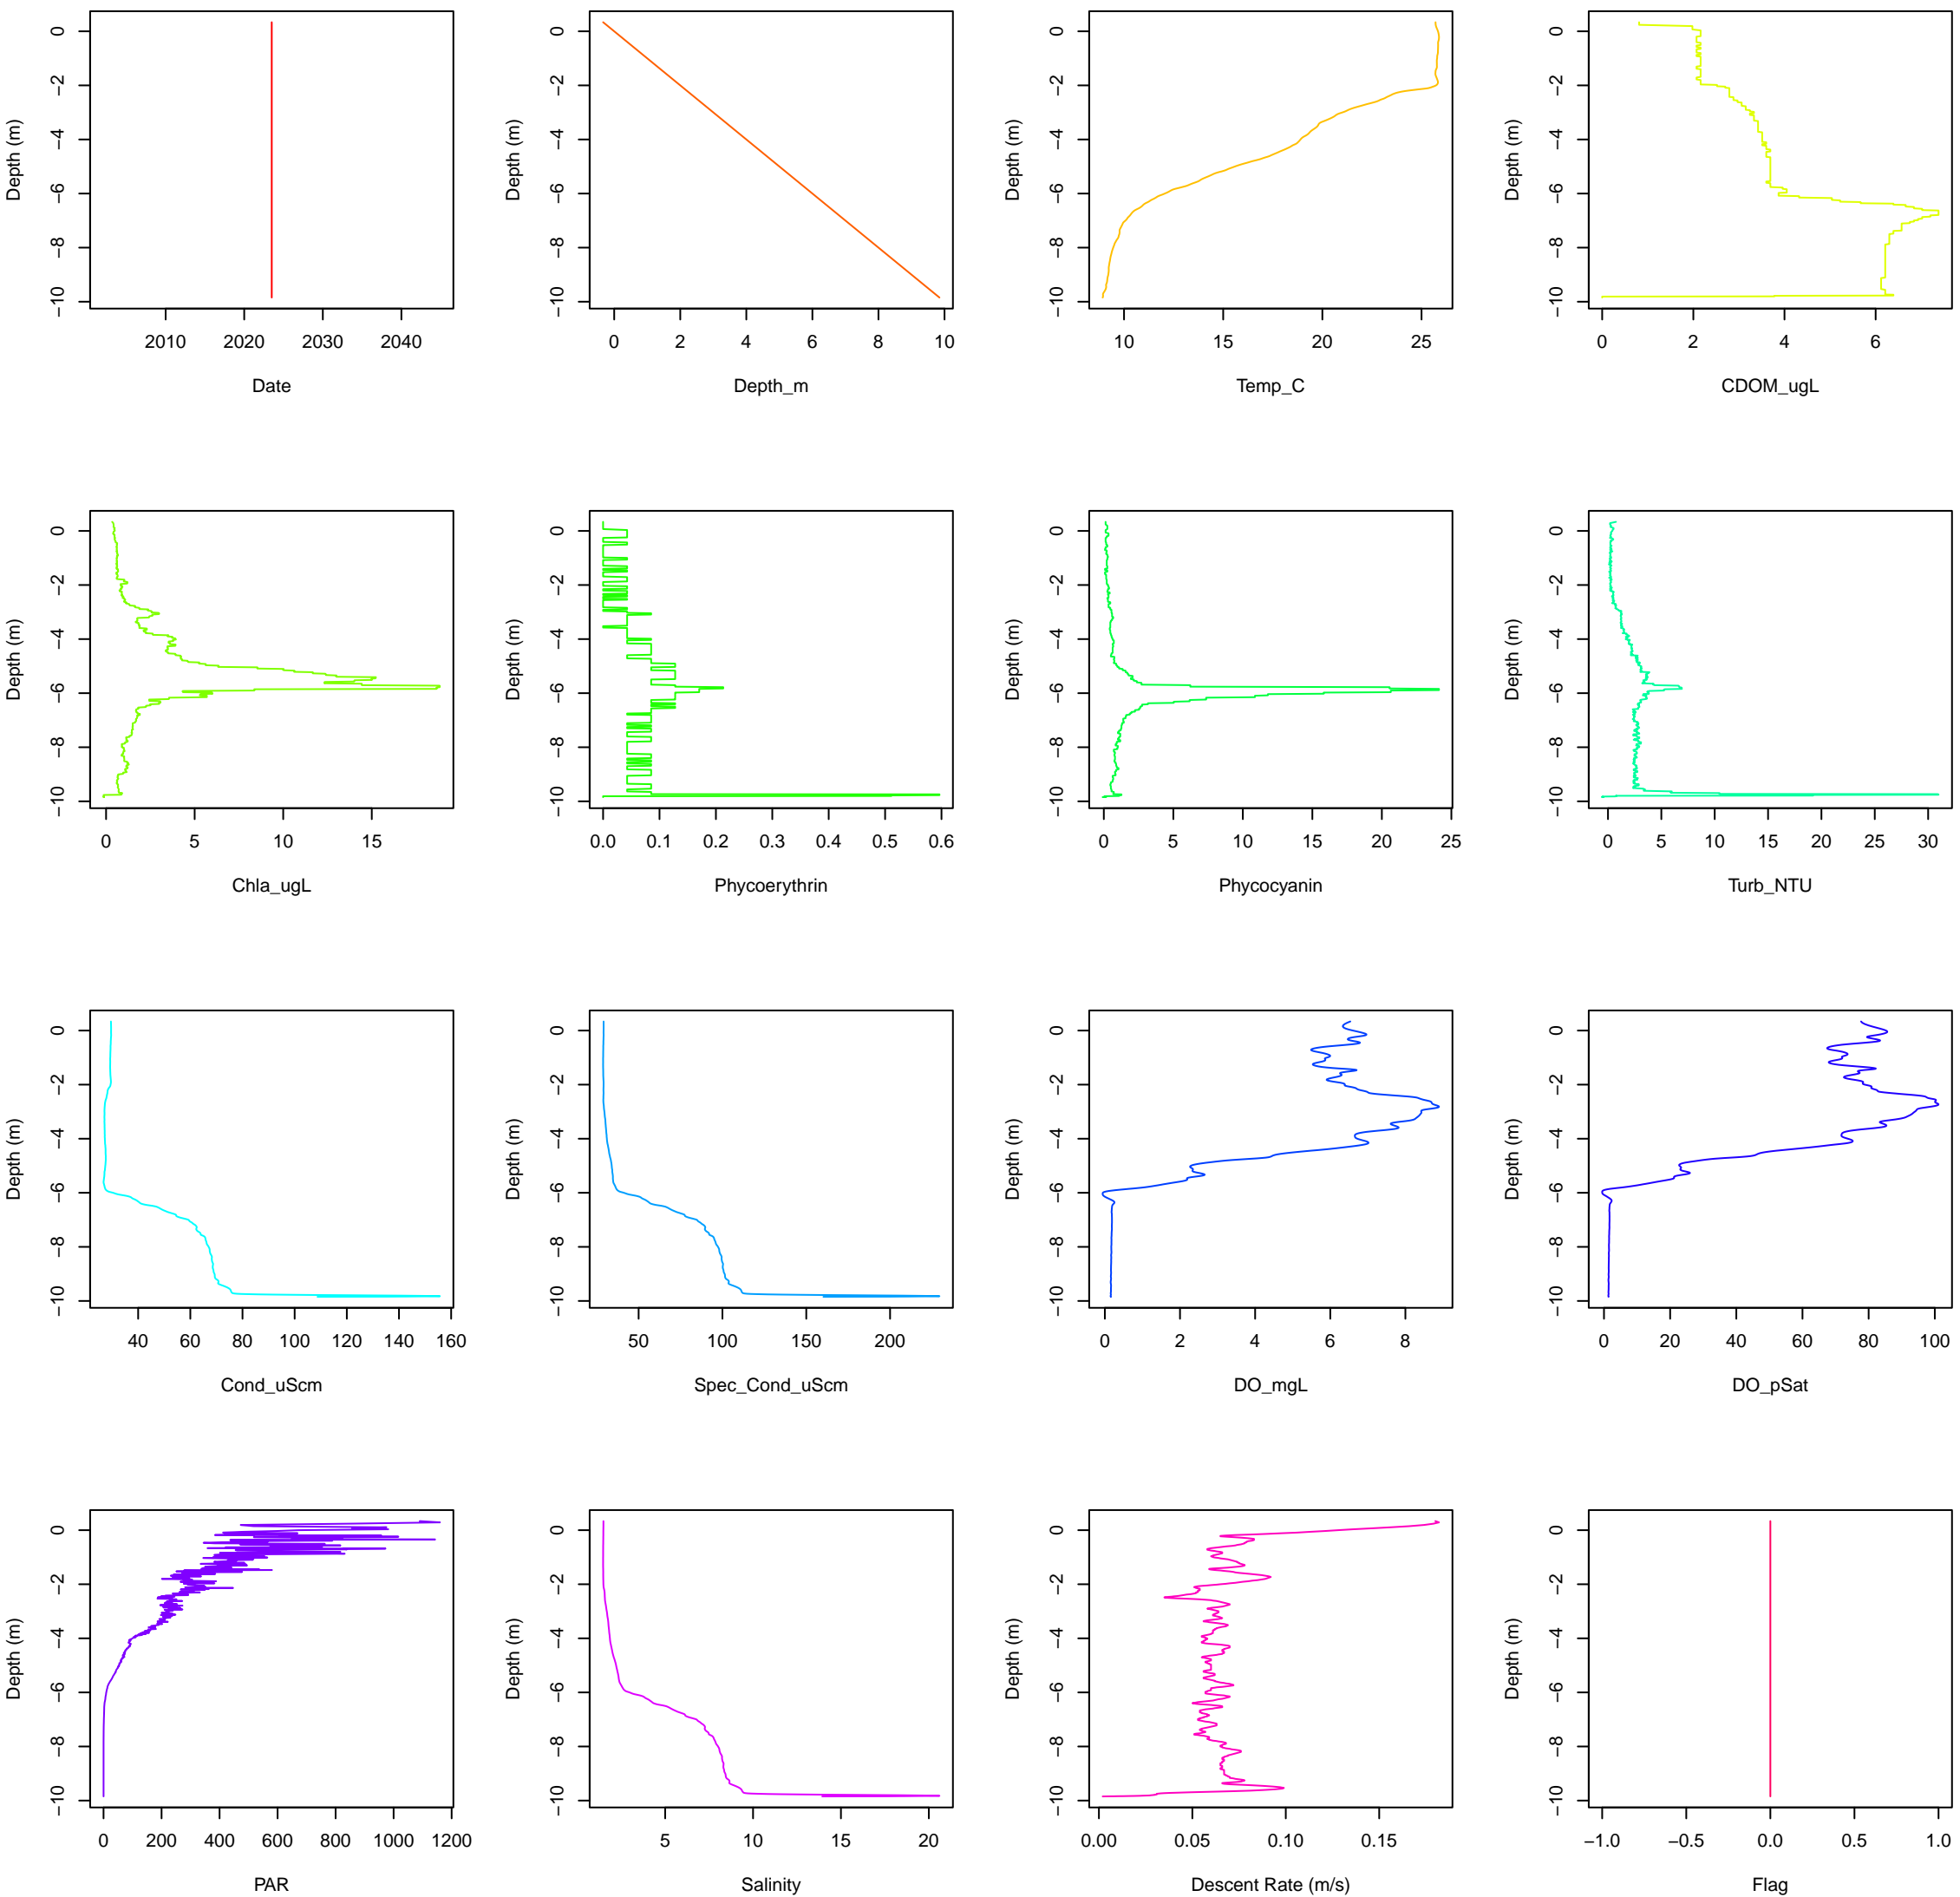 Depth (m)
0
−2
−4
−6
−8
−10
2010 2020 2030 2040
Date
Depth (m)
0
−2
−4
−6
−8
−10
0 2 4 6 8 10
Depth_m
Depth (m)
0
−2
−4
−6
−8
−10
10 15 20 25
Temp_C
Depth (m)
0
−2
−4
−6
−8
−10
0 2 4 6
CDOM_ugL
Depth (m)
0
−2
−4
−6
−8
−10
0 5 10 15
Chla_ugL
Depth (m)
0
−2
−4
−6
−8
−10
0.0 0.1 0.2 0.3 0.4 0.5 0.6
Phycoerythrin
Depth (m)
0
−2
−4
−6
−8
−10
0 5 10 15 20 25
Phycocyanin
Depth (m)
0
−2
−4
−6
−8
−10
0 5 10 15 20 25 30
Turb_NTU
Depth (m)
0
−2
−4
−6
−8
−10
40 60 80 100 120 140 160
Cond_uScm
Depth (m)
0
−2
−4
−6
−8
−10
50 100 150 200
Spec_Cond_uScm
Depth (m)
0
−2
−4
−6
−8
−10
0 2 4 6 8
DO_mgL
Depth (m)
0
−2
−4
−6
−8
−10
0 20 40 60 80 100
DO_pSat
Depth (m)
0
−2
−4
−6
−8
−10
0 200 400 600 800 1000 1200
PAR
Depth (m)
0
−2
−4
−6
−8
−10
5 10 15 20
Salinity
Depth (m)
0
−2
−4
−6
−8
−10
0.00 0.05 0.10 0.15
Descent Rate (m/s)
Depth (m)
0
−2
−4
−6
−8
−10
−1.0 −0.5 0.0 0.5 1.0
Flag